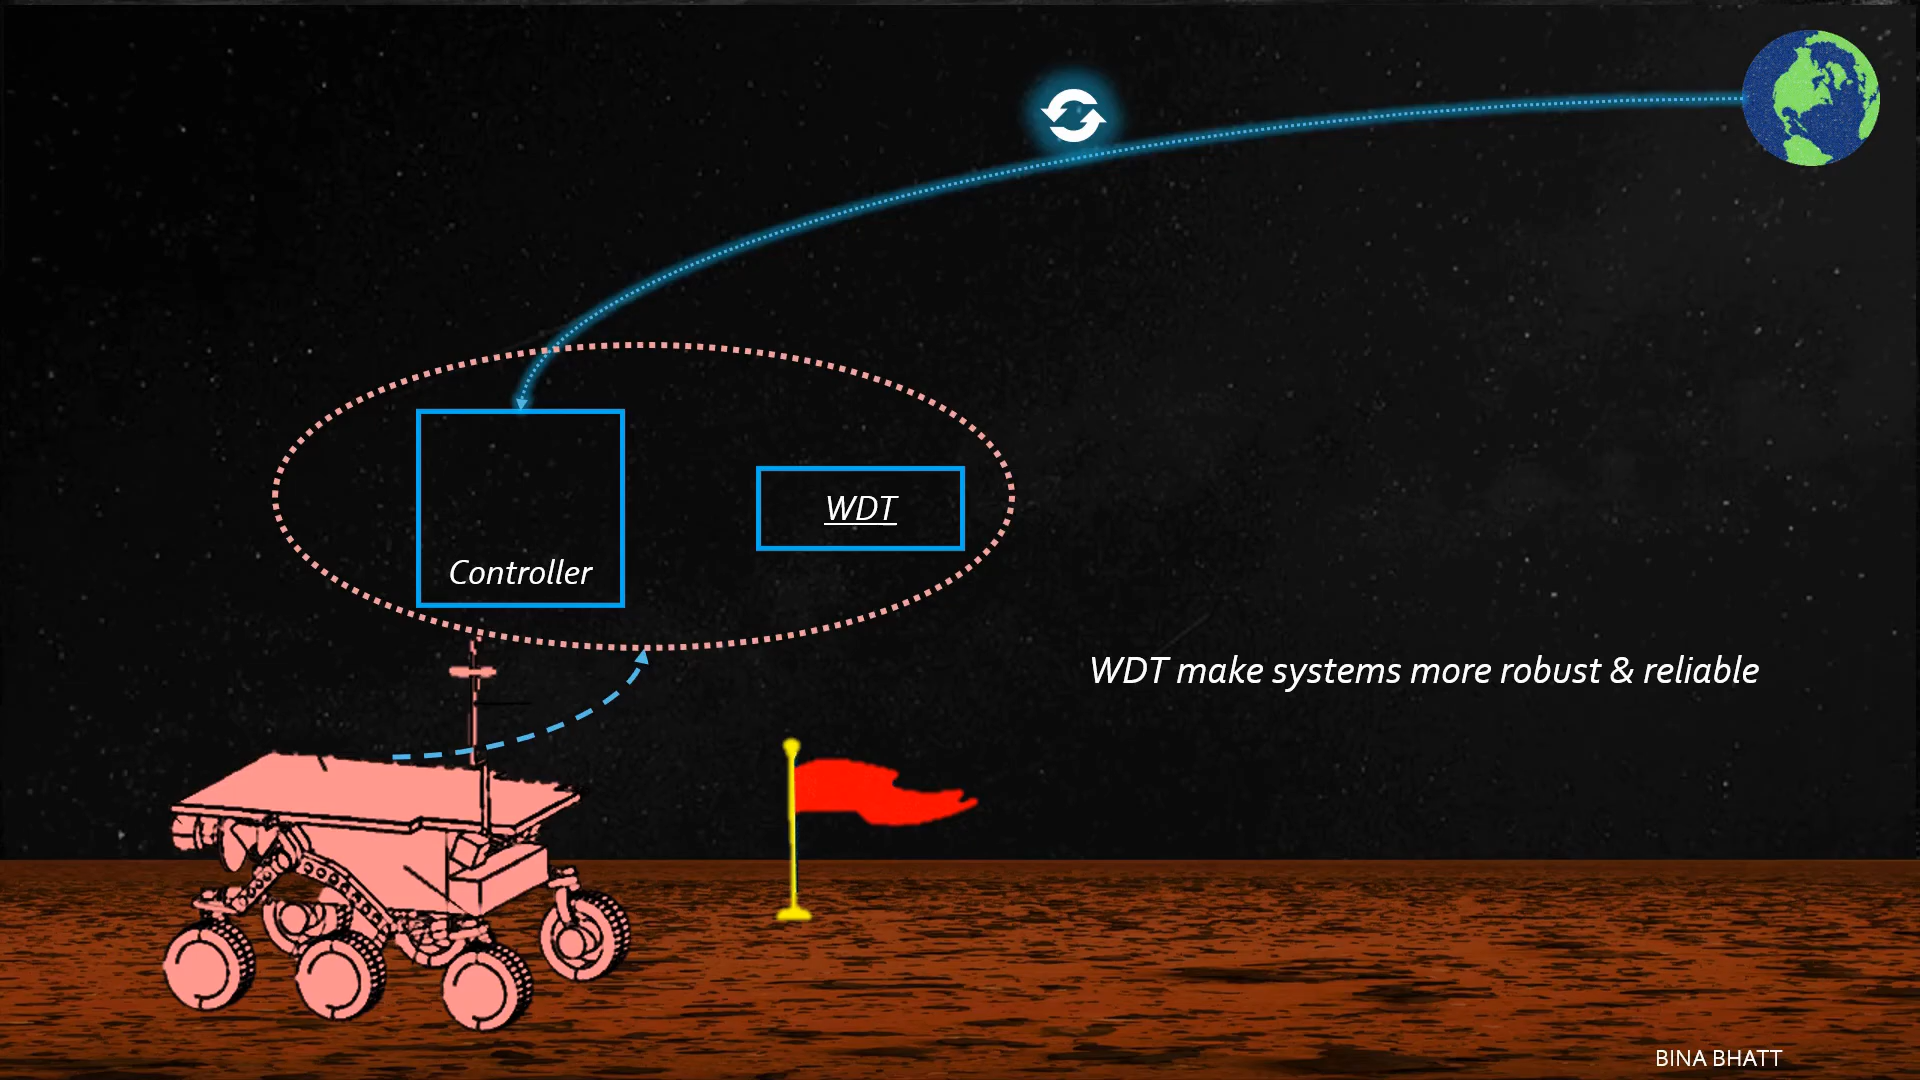 WDT
Controller
WDT make systems more robust & reliable
BINA BHATT